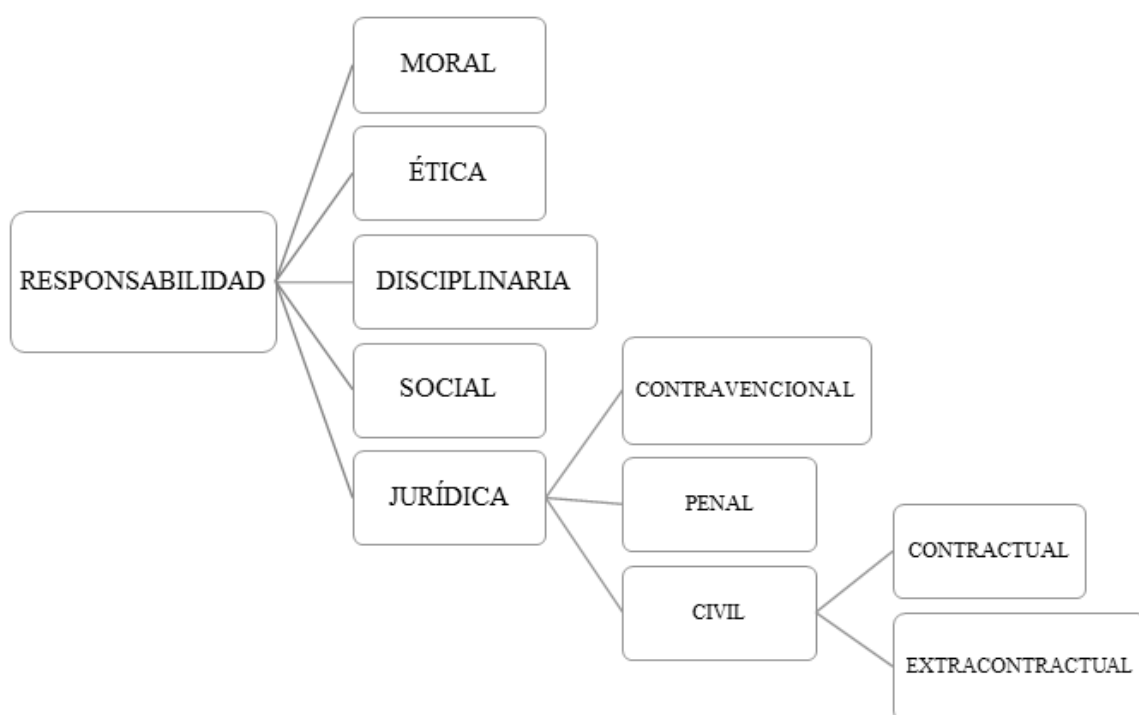 RESPONSABILIDAD
MORAL
ÉTICA
DISCIPLINARIA
SOCIAL
JURÍDICA
CONTRAVENCIONAL
PENAL
CIVIL
CONTRACTUAL
EXTRACONTRACTUAL